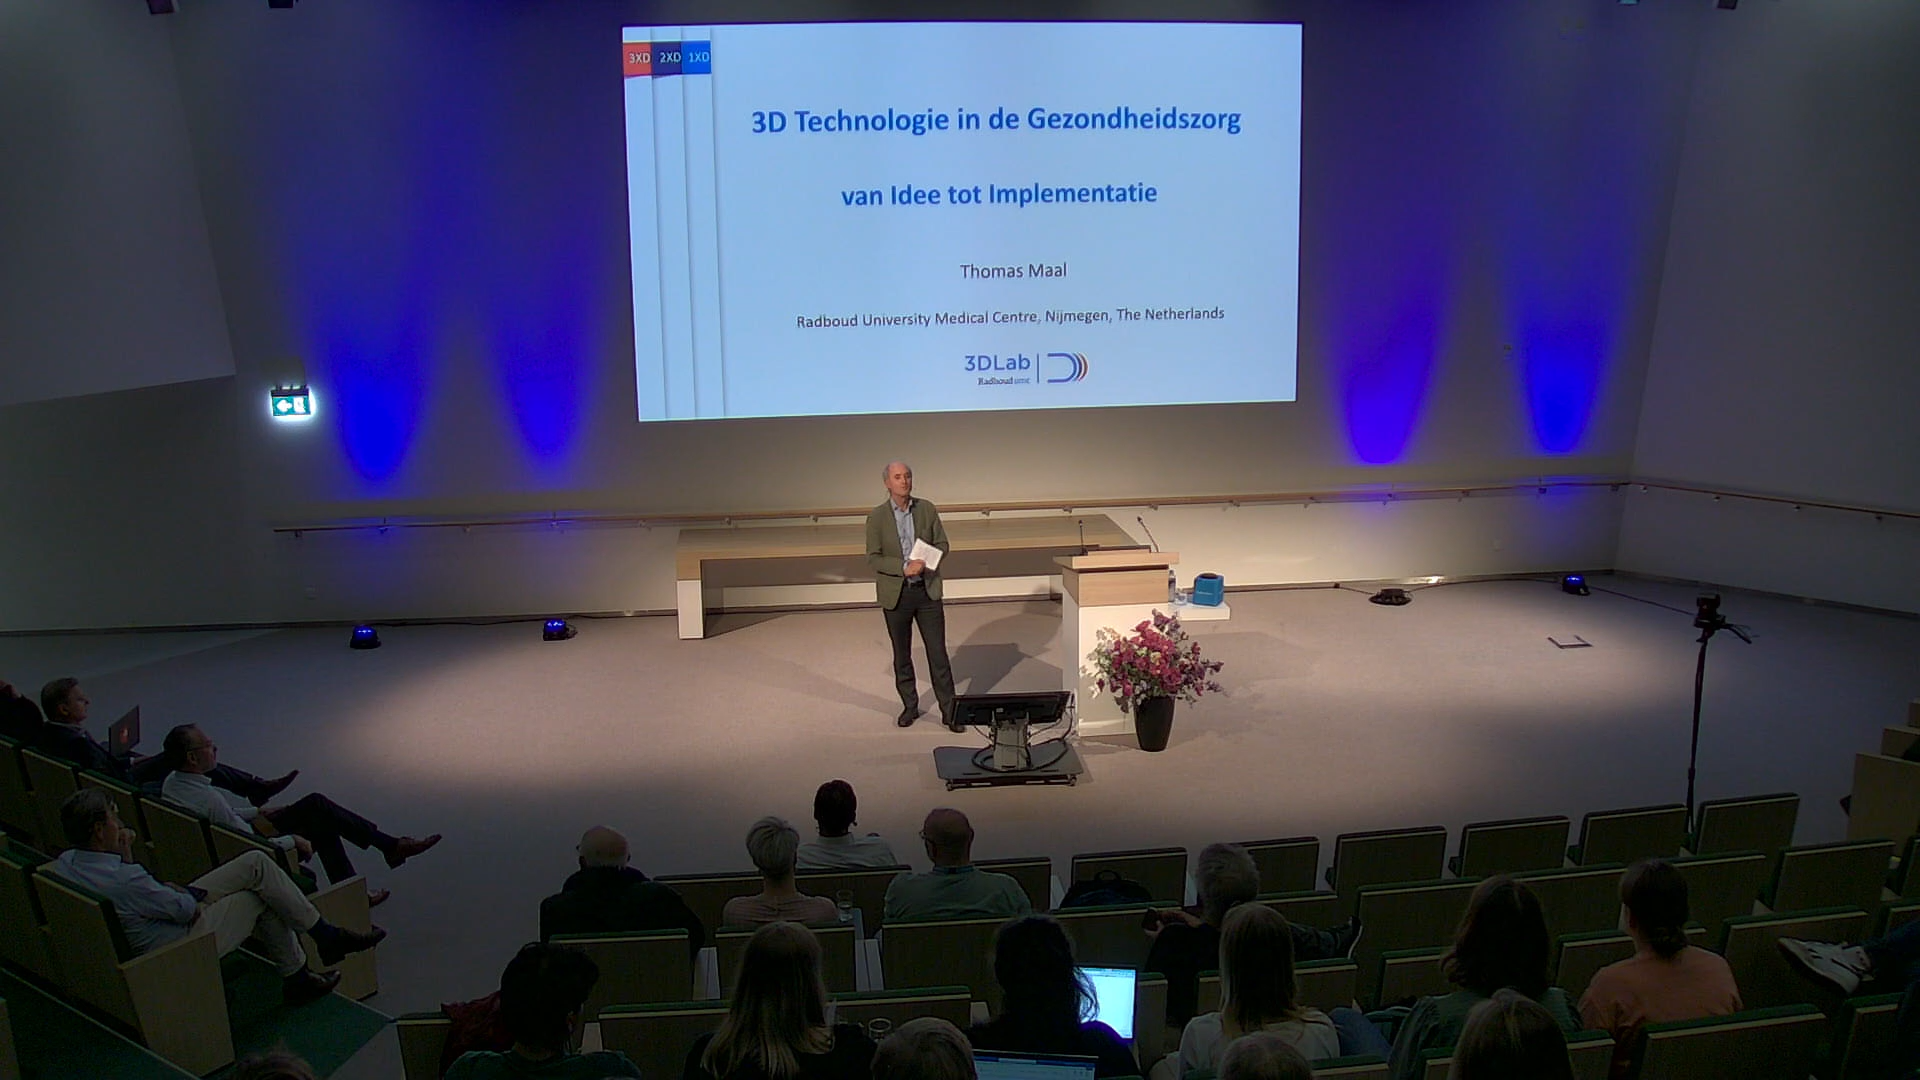 3XD 2XD 1XD
3D Technologie in de Gezondheidszorg
van Idee tot Implementatie
Thomas Maal
Radboud University Medical Centre, Nijmegen, The Netherlands
3DLab
Radboudumc